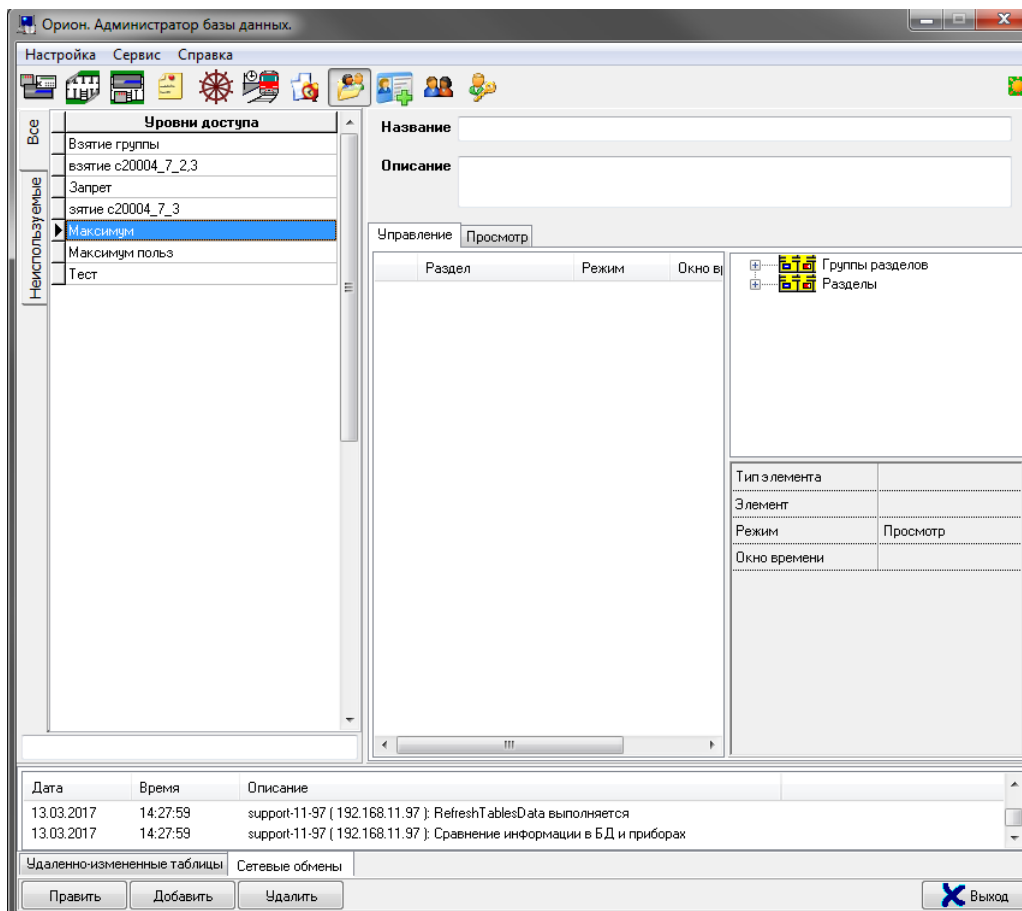 Орион. Администратор базы данных.
Настройка Сервис Справка
Все
Неиспользуемые
Уровни доступа
Взятие группы
взятие с20004_7_2,3
Запрет
зятие с20004_7_3
Максимум
Максимум польз
Тест
Название
Описание
Управление Просмотр
Раздел Режим Окно вр
Группы разделов
Разделы
Тип элемента
Элемент
Режим Просмотр
Окно времени
Дата Время Описание
13.03.2017 14:27:59 support-11-97 ( 192.168.11.97 ): RefreshTablesData выполняется
13.03.2017 14:27:59 support-11-97 ( 192.168.11.97 ): Сравнение информации в БД и приборах
Удаленно-измененные таблицы Сетевые обмены
Править Добавить Удалить Выход